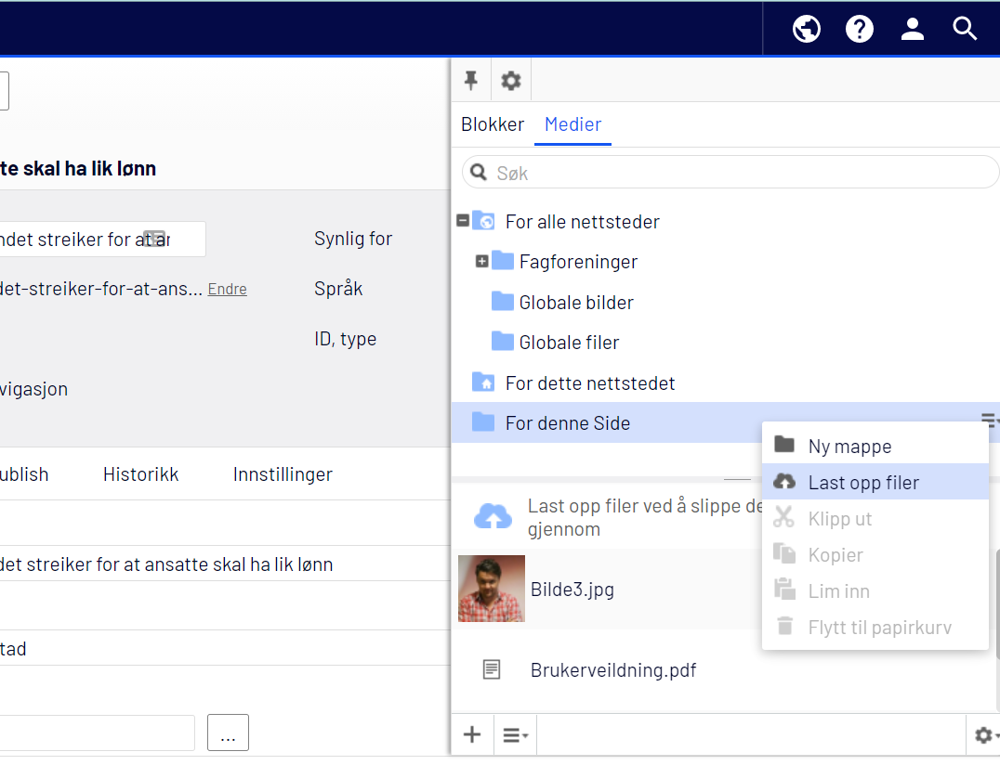 Blokker Medier
te skal ha lik lønn
Søk
ndet streiker for at ar
Synlig for
det-streiker-for-at-ans... Endre
Språk
ID, type
vigasjon
ublish Historikk Innstillinger
det streiker for at ansatte skal ha lik lønn
tad
...
For alle nettsteder
Fagforeninger
Globale bilder
Globale filer
For dette nettstedet
For denne Side
Ny mappe
Last opp filer
Klipp ut
Kopier
Lim inn
Flytt til papirkurv
Last opp filer ved å slippe de
gjennom
Bilde3.jpg
Brukerveildning.pdf